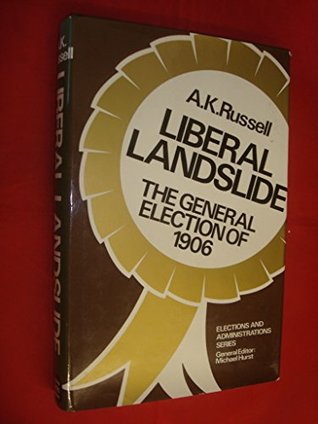 A.K.Russell
LIBERAL
LANDSLIDE
THE GENERAL
ELECTION OF
1906
ELECTIONS AND
ADMINISTRATIONS
SERIES
General Editor:
Michael Hurst
A.K.
Russell
LIBERAL LANDSLIDE